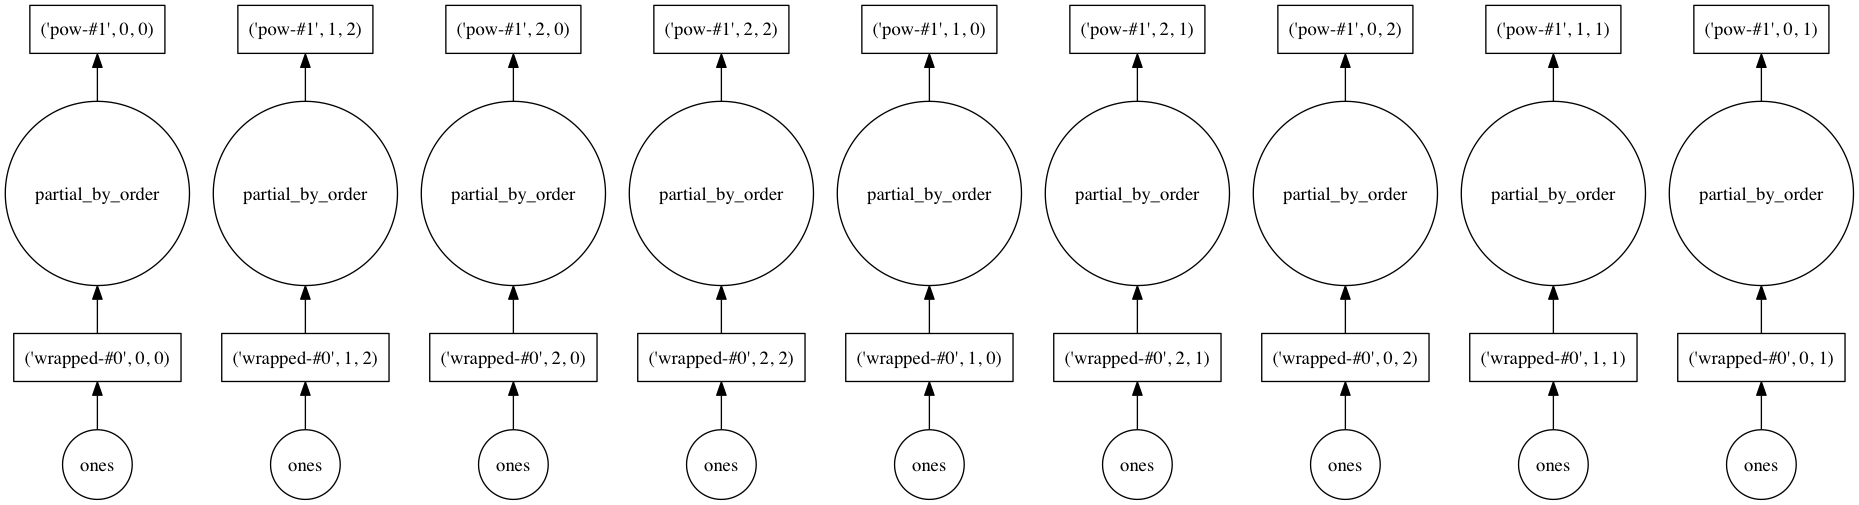 ('pow-#1', 0, 0) ('pow-#1', 1, 2) ('pow-#1', 2, 0) ('pow-#1', 2, 2) ('pow-#1', 1, 0) ('pow-#1', 2, 1) ('pow-#1', 0, 2) ('pow-#1', 1, 1) ('pow-#1', 0, 1)
partial_by_order partial_by_order partial_by_order partial_by_order partial_by_order partial_by_order partial_by_order partial_by_order partial_by_order
('wrapped-#0', 0, 0) ('wrapped-#0', 1, 2) ('wrapped-#0', 2, 0) ('wrapped-#0', 2, 2) ('wrapped-#0', 1, 0) ('wrapped-#0', 2, 1) ('wrapped-#0', 0, 2) ('wrapped-#0', 1, 1) ('wrapped-#0', 0, 1)
ones ones ones ones ones ones ones ones ones